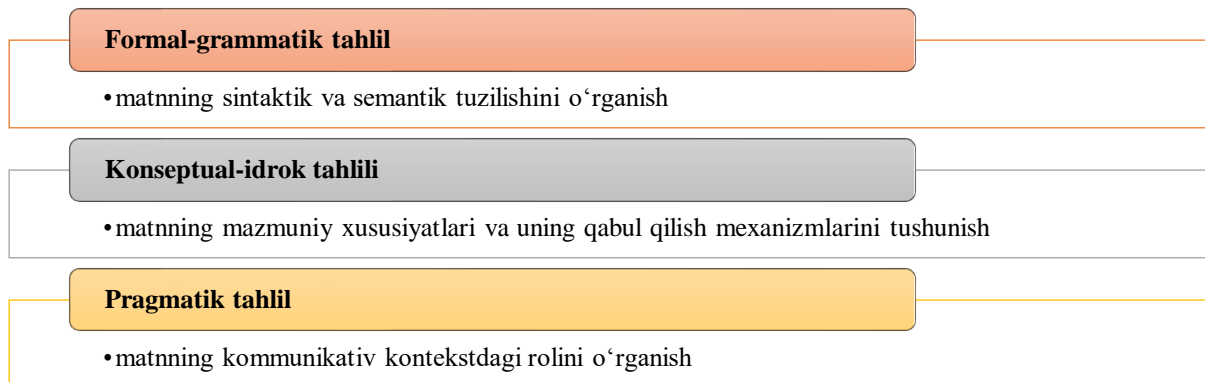 Formal-grammatik tahlil
•matnning sintaktik va semantik tuzilishini o‘rganish
Konseptual-idrok tahlili
•matnning mazmuniy xususiyatlari va uning qabul qilish mexanizmlarini tushunish
Pragmatik tahlil
•matnning kommunikativ kontekstdagi rolini o‘rganish